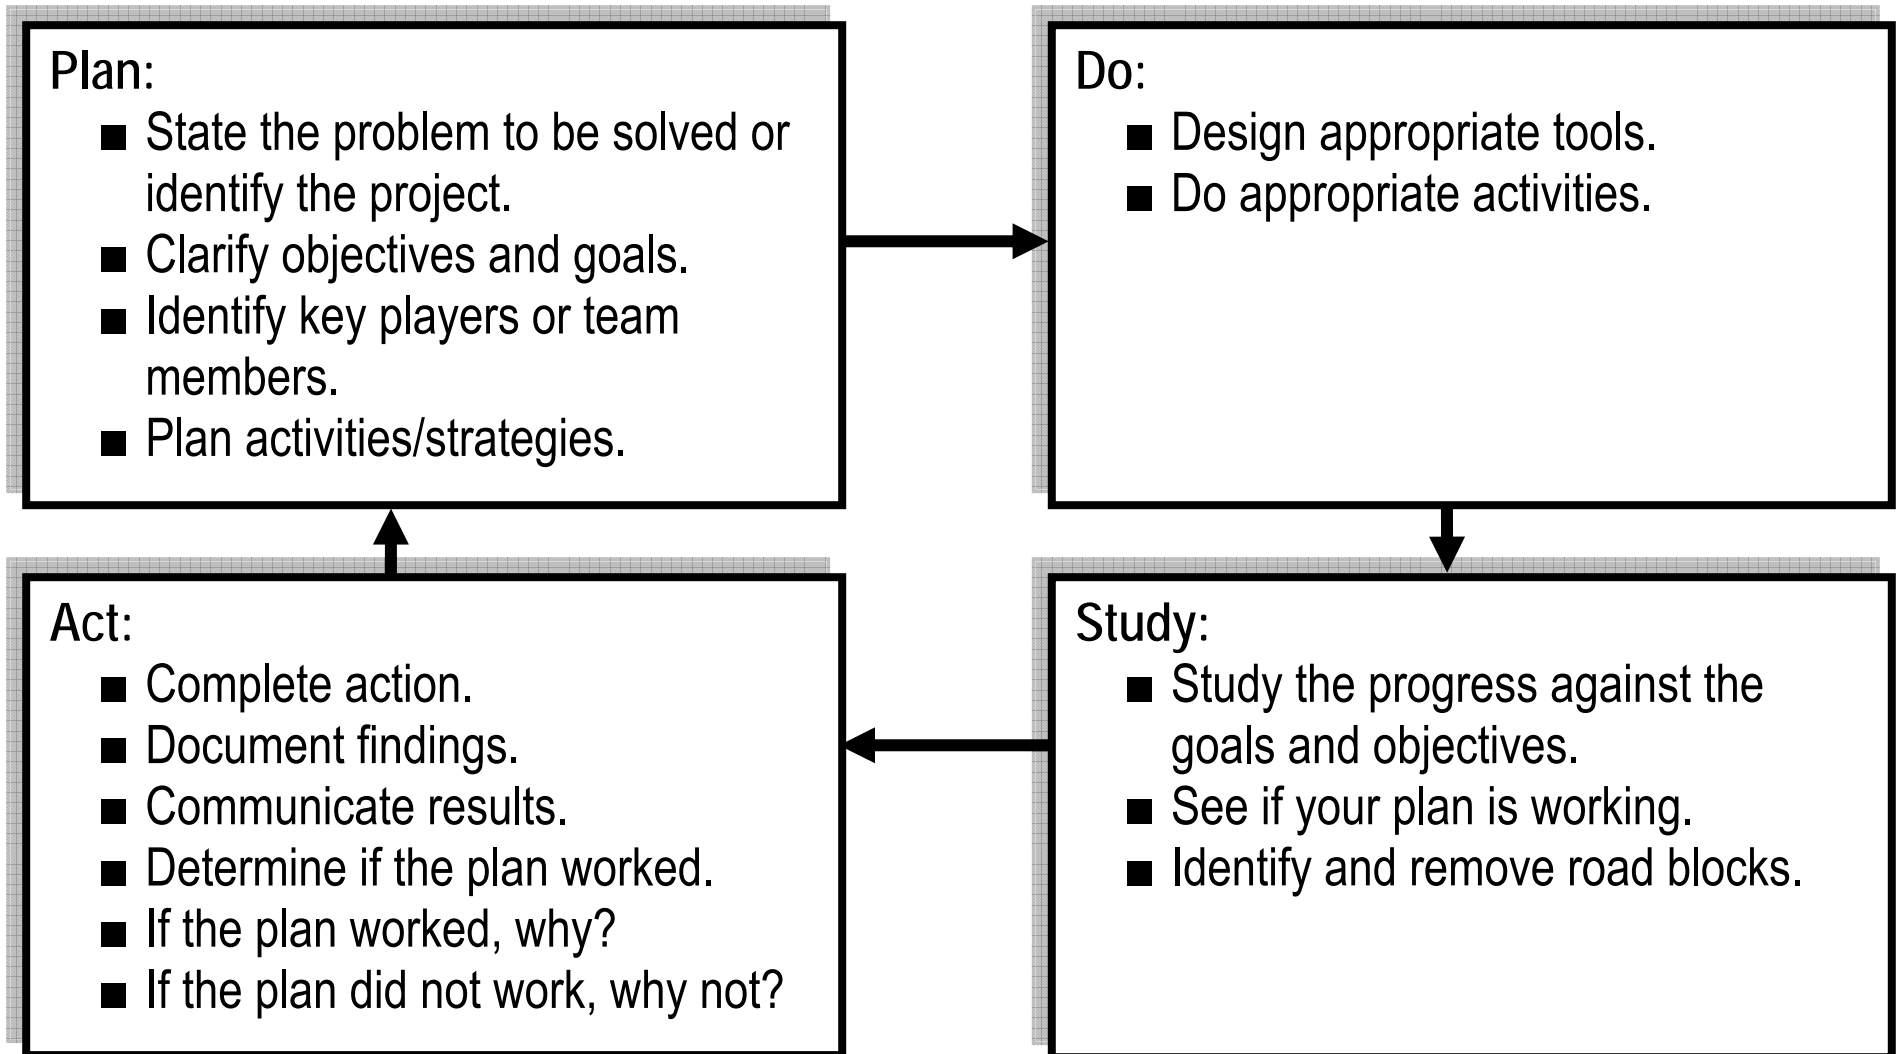 Plan:
■ State the problem to be solved or
identify the project.
■ Clarify objectives and goals.
■ Identify key players or team
members.
■ Plan activities/strategies.
Do:
■ Design appropriate tools.
■ Do appropriate activities.
Act:
■ Complete action.
■ Document findings.
■ Communicate results.
■ Determine if the plan worked.
■ If the plan worked, why?
■ If the plan did not work, why not?
Study:
■ Study the progress against the
goals and objectives.
■ See if your plan is working.
■ Identify and remove road blocks.